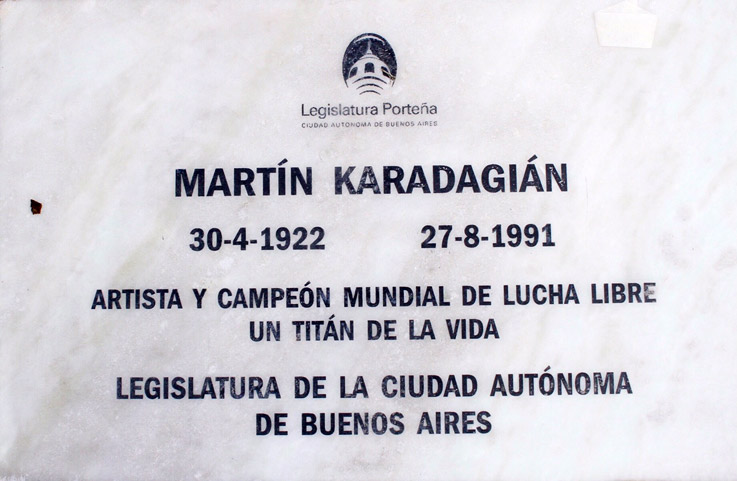 Legislatura Porteña
CIUDAD AUTONOMA DE BUENOS AIRES
MARTÍN KARADAGIÁN
30-4-1922 27-8-1991
ARTISTA Y CAMPEÓN MUNDIAL DE LUCHA LIBRE
UN TITÁN DE LA VIDA
LEGISLATURA DE LA CIUDAD AUTÓNOMA
DE BUENOS AIRES